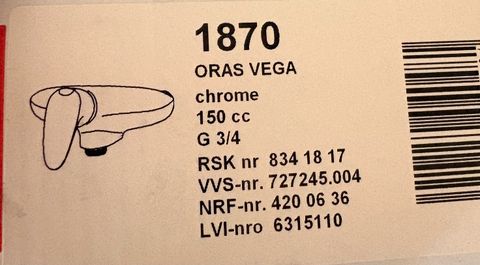 1870
ORAS VEGA
chrome
150 cc
G 3/4
RSK nr 834 18 17
VVS-nr. 727245.004
NRF-nr. 420 06 36
LVI-nro 6315110